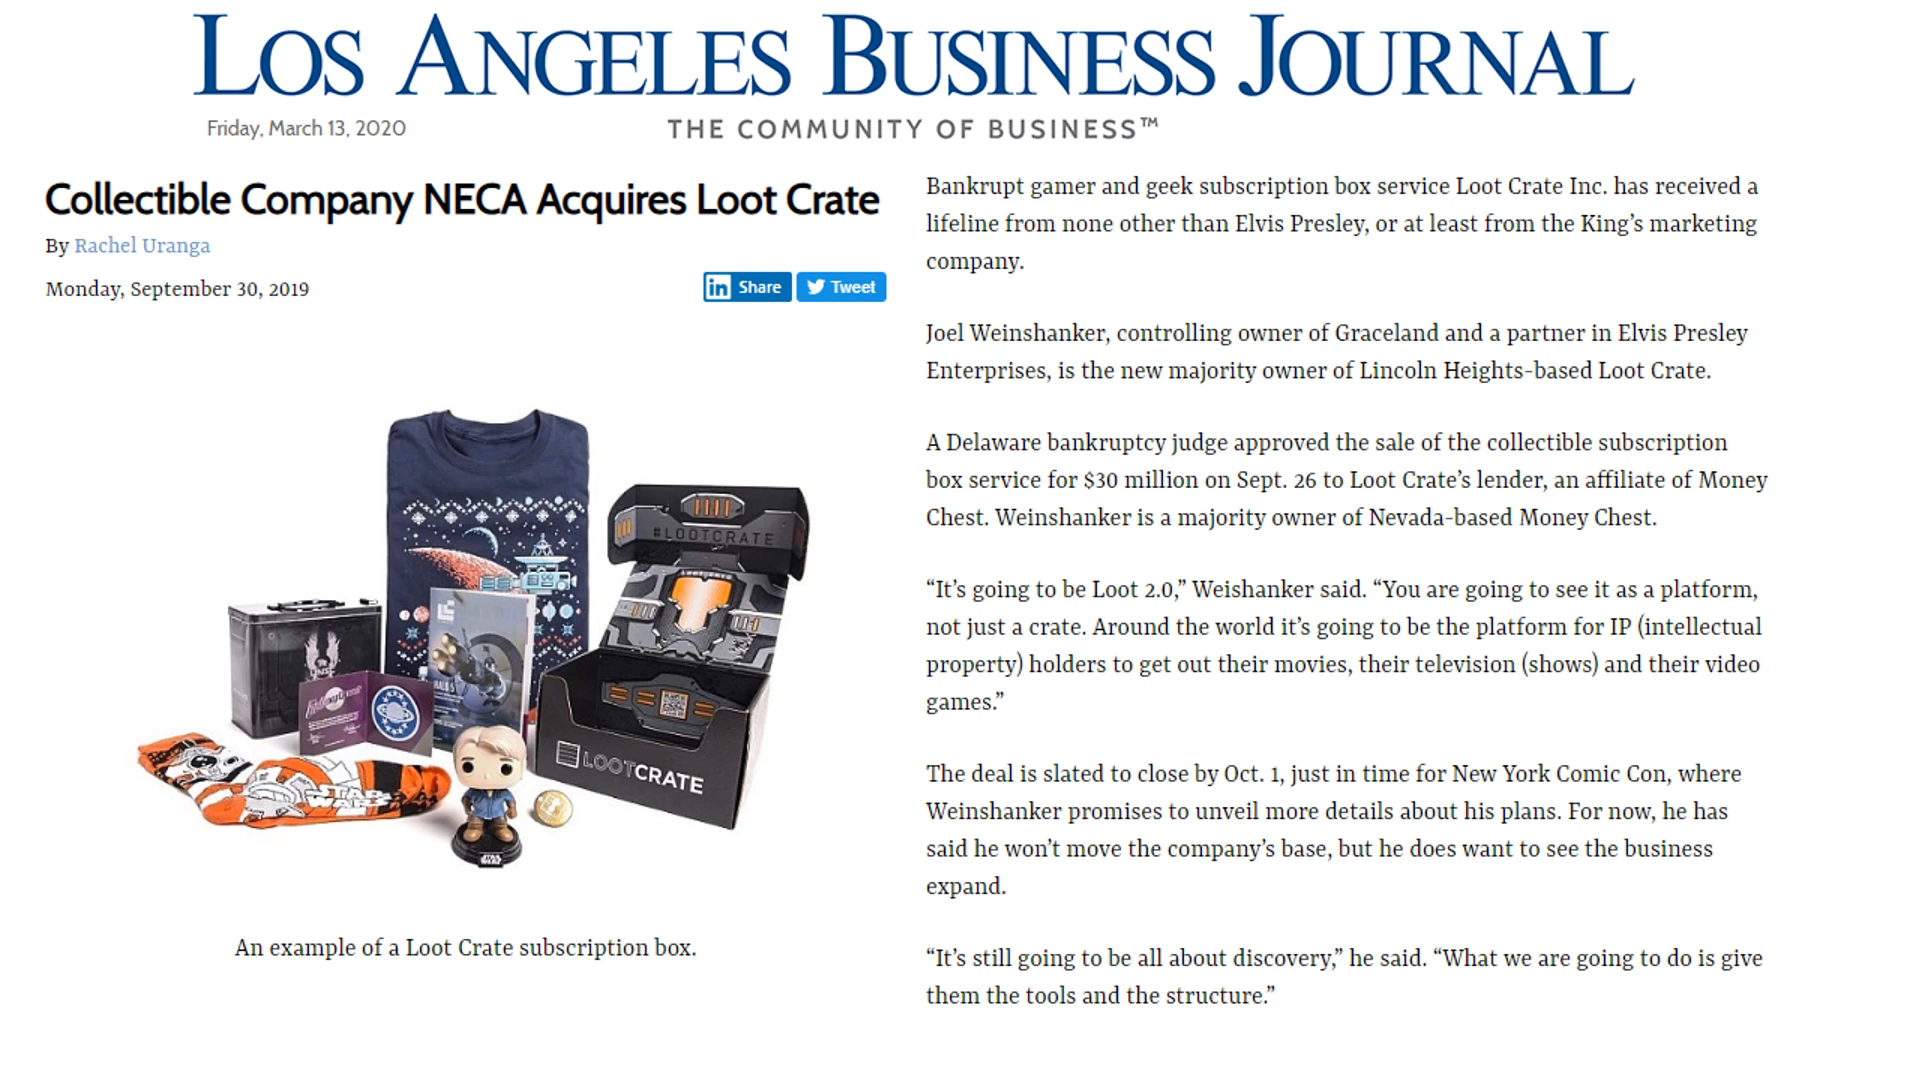 LOS ANGELES BUSINESS JOURNAL
Friday, March 13, 2020
THE COMMUNITY OF BUSINESS™
Collectible Company NECA Acquires Loot Crate
By Rachel Uranga
Monday, September 30, 2019
in Share
Tweet
#LOOTCRATE
HALO 5
STAR
WARS
LOOTCRATE
STAR
WARS
An example of a Loot Crate subscription box.
Bankrupt gamer and geek subscription box service Loot Crate Inc. has received a
lifeline from none other than Elvis Presley, or at least from the King’s marketing
company.
Joel Weinshanker, controlling owner of Graceland and a partner in Elvis Presley
Enterprises, is the new majority owner of Lincoln Heights-based Loot Crate.
A Delaware bankruptcy judge approved the sale of the collectible subscription
box service for $30 million on Sept. 26 to Loot Crate’s lender, an affiliate of Money
Chest. Weinshanker is a majority owner of Nevada-based Money Chest.
“It’s going to be Loot 2.0,” Weishanker said. “You are going to see it as a platform,
not just a crate. Around the world it’s going to be the platform for IP (intellectual
property) holders to get out their movies, their television (shows) and their video
games.”
The deal is slated to close by Oct. 1, just in time for New York Comic Con, where
Weinshanker promises to unveil more details about his plans. For now, he has
said he won’t move the company’s base, but he does want to see the business
expand.
“It’s still going to be all about discovery,” he said. “What we are going to do is give
them the tools and the structure.”